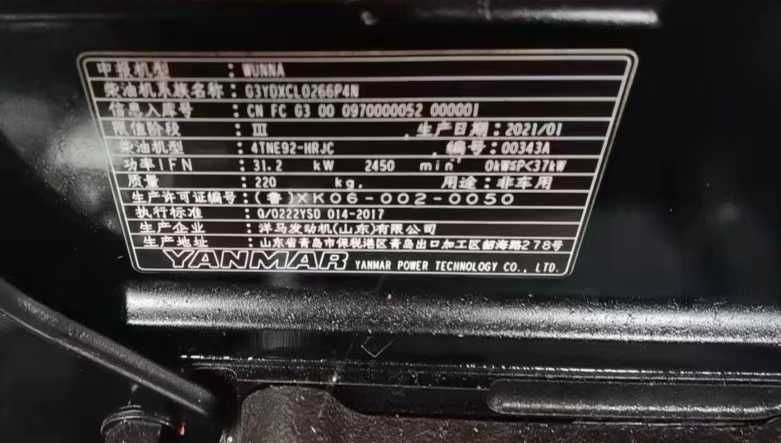 申报机型 : WUNNA
柴油机系族名称 : G3YDXCL0266P4N
信息入库号 : CN FC G3 00 0970000052 000001
限值阶段 : III 生产日期 : 2021/01
柴油机型 : 4TNE92-HRJC 编号 : 00343A
功率IFN : 31.2 kW 2450 min⁻¹ 0kW≤P<37kW
质量 : 220 kg, 用途 : 非车用
生产许可证编号 : (鲁)XK06-002-0050
执行标准 : Q/0222YSD 014-2017
生产企业 : 洋马发动机(山东)有限公司
生产地址 : 山东省青岛市保税港区青岛出口加工区韶海路278号
YANMAR YANMAR POWER TECHNOLOGY CO., LTD.